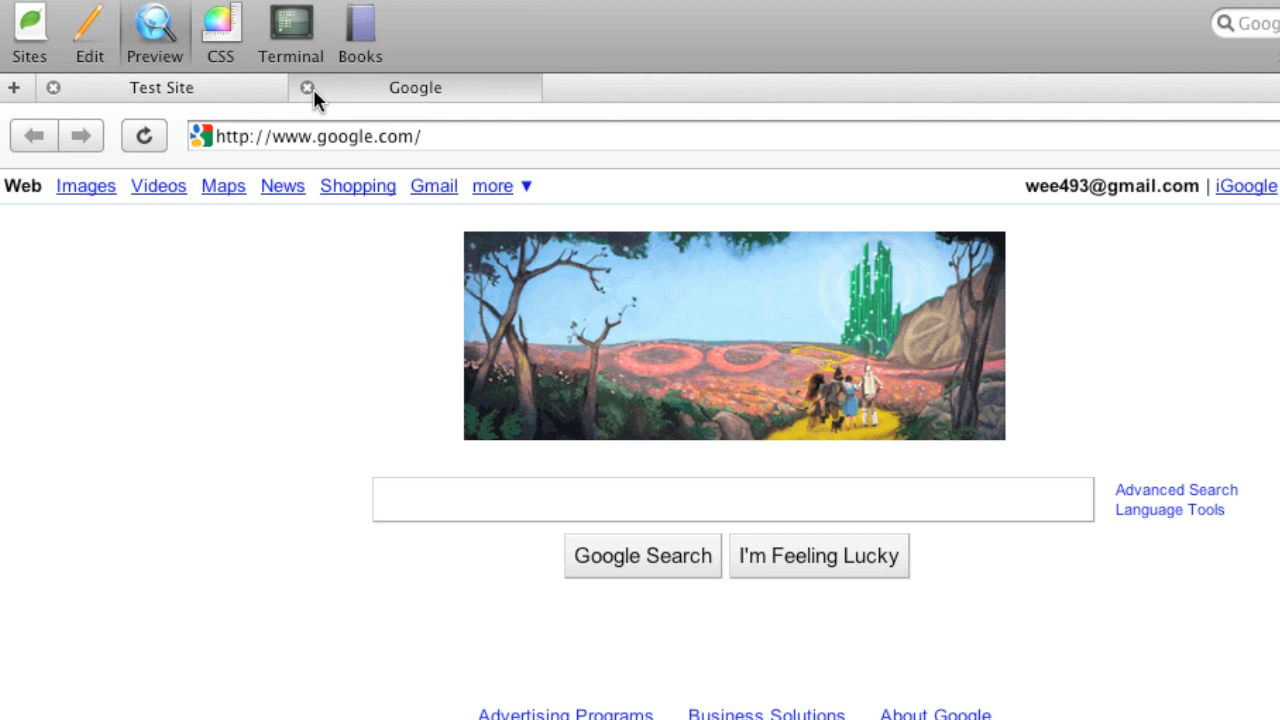 Sites Edit Preview CSS Terminal Books Goog
Test Site Google
http://www.google.com/
Web Images Videos Maps News Shopping Gmail more ▼ wee493@gmail.com | iGoogle
Advanced Search
Language Tools
Google Search I'm Feeling Lucky
Advertising Programs Business Solutions About Google